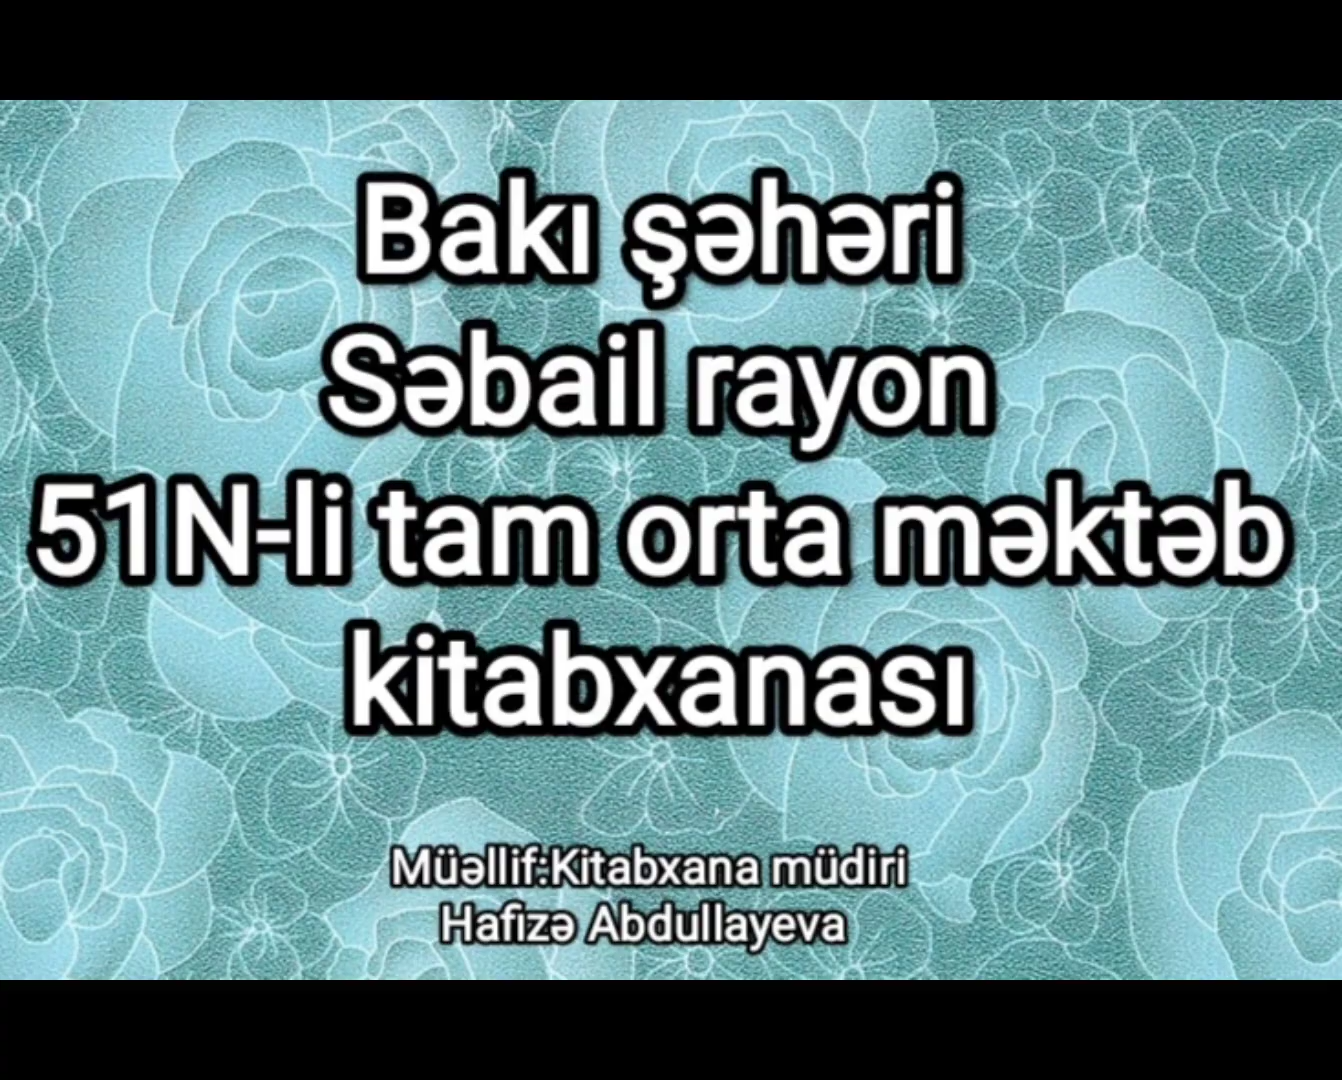 Bakı şəhəri
Səbail rayon
51N-li tam orta məktəb
kitabxanası
Müəllif:Kitabxana müdiri
Hafizə Abdullayeva